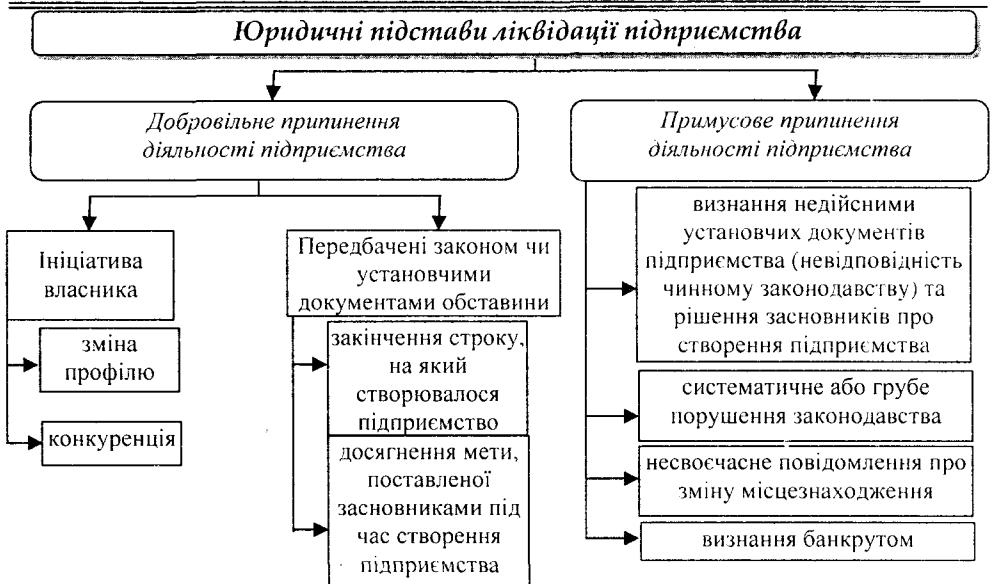 Юридичні підстави ліквідації підприємства
Добровільне припинення
діяльності підприємства
Ініціатива
власника
зміна
профілю
конкуренція
Передбачені законом чи
установчими
документами обставини
закінчення строку,
на який
створювалося
підприємство
досягнення мети,
поставленої
засновниками під
час створення
підприємства
Примусове припинення
діяльності підприємства
визнання недійсними
установчих документів
підприємства (невідповідність
чинному законодавству) та
рішення засновників про
створення підприємства
систематичне або грубе
порушення законодавства
несвоєчасне повідомлення про
зміну місцезнаходження
визнання банкрутом